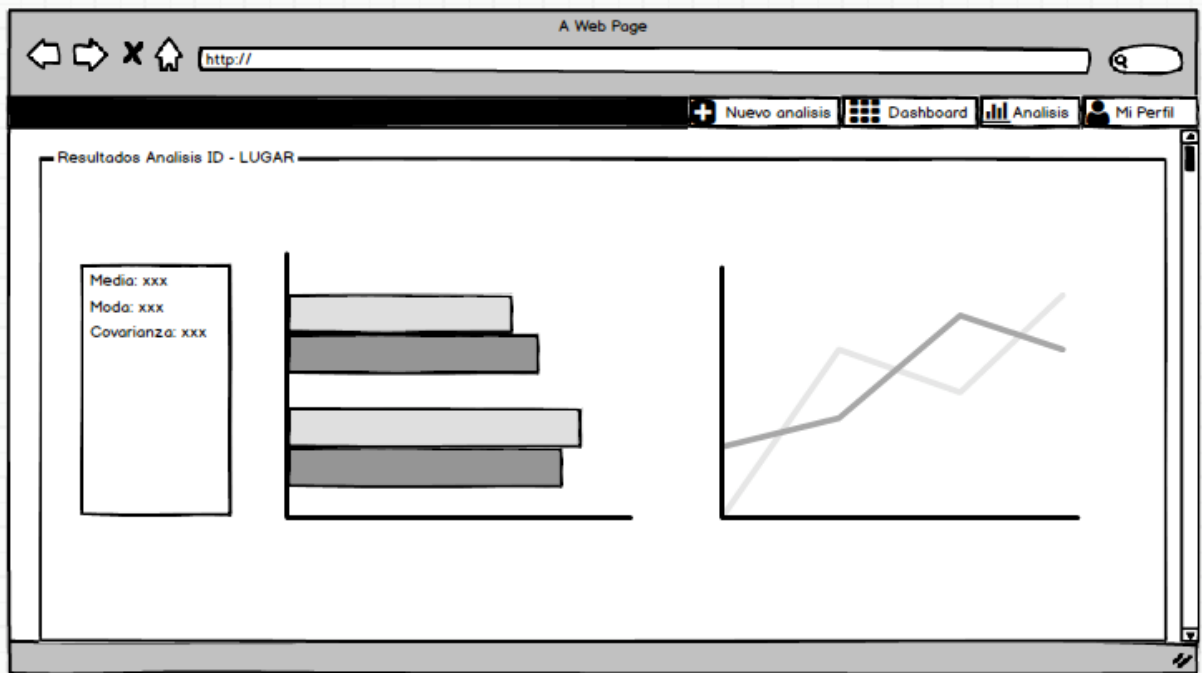 A Web Page
http://
Nuevo analisis
Dashboard
Analisis
Mi Perfil
Resultados Analisis ID - LUGAR
Media: xxx
Moda: xxx
Covarianza: xxx